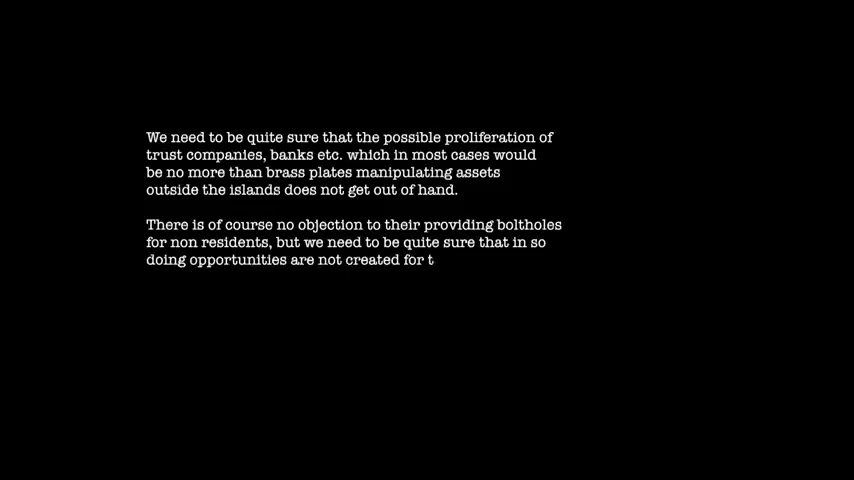 We need to be quite sure that the possible proliferation of
trust companies, banks etc. which in most cases would
be no more than brass plates manipulating assets
outside the islands does not get out of hand.
There is of course no objection to their providing boltholes
for non residents, but we need to be quite sure that in so
doing opportunities are not created for t